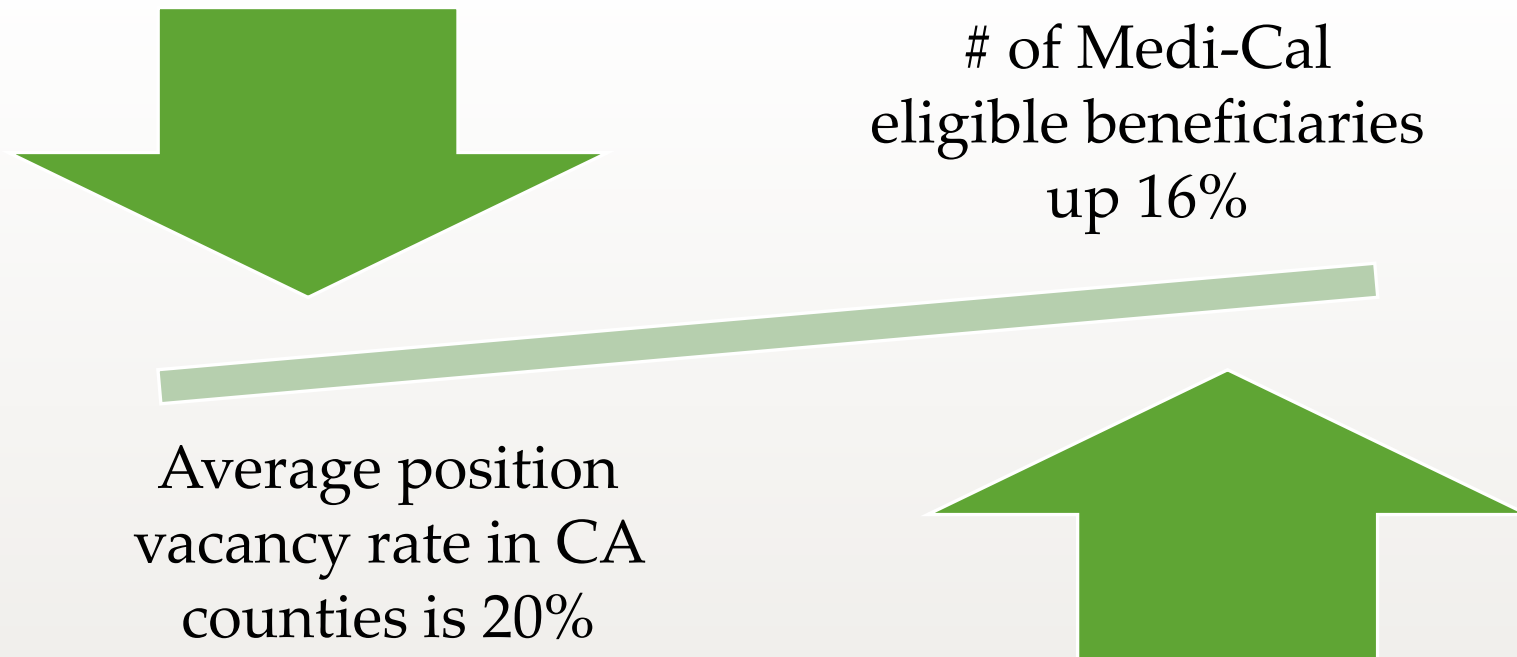 # of Medi-Cal
eligible beneficiaries
up 16%
Average position
vacancy rate in CA
counties is 20%